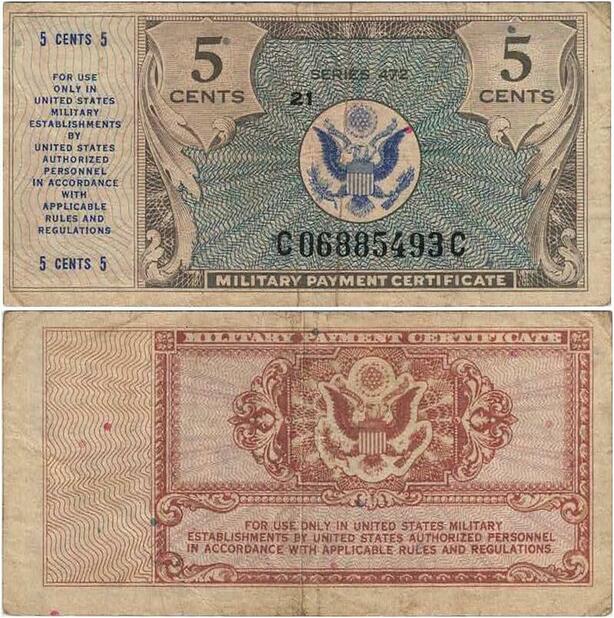 5 CENTS 5
FOR USE
ONLY IN
UNITED STATES
MILITARY
ESTABLISHMENTS
BY
UNITED STATES
AUTHORIZED
PERSONNEL
IN ACCORDANCE
WITH
APPLICABLE
RULES AND
REGULATIONS
5 CENTS 5
5
CENTS
SERIES 472
21
5
CENTS
C06885493C
MILITARY PAYMENT CERTIFICATE
MILITARY PAYMENT CERTIFICATE
FOR USE ONLY IN UNITED STATES MILITARY
ESTABLISHMENTS BY UNITED STATES AUTHORIZED PERSONNEL
IN ACCORDANCE WITH APPLICABLE RULES AND REGULATIONS.